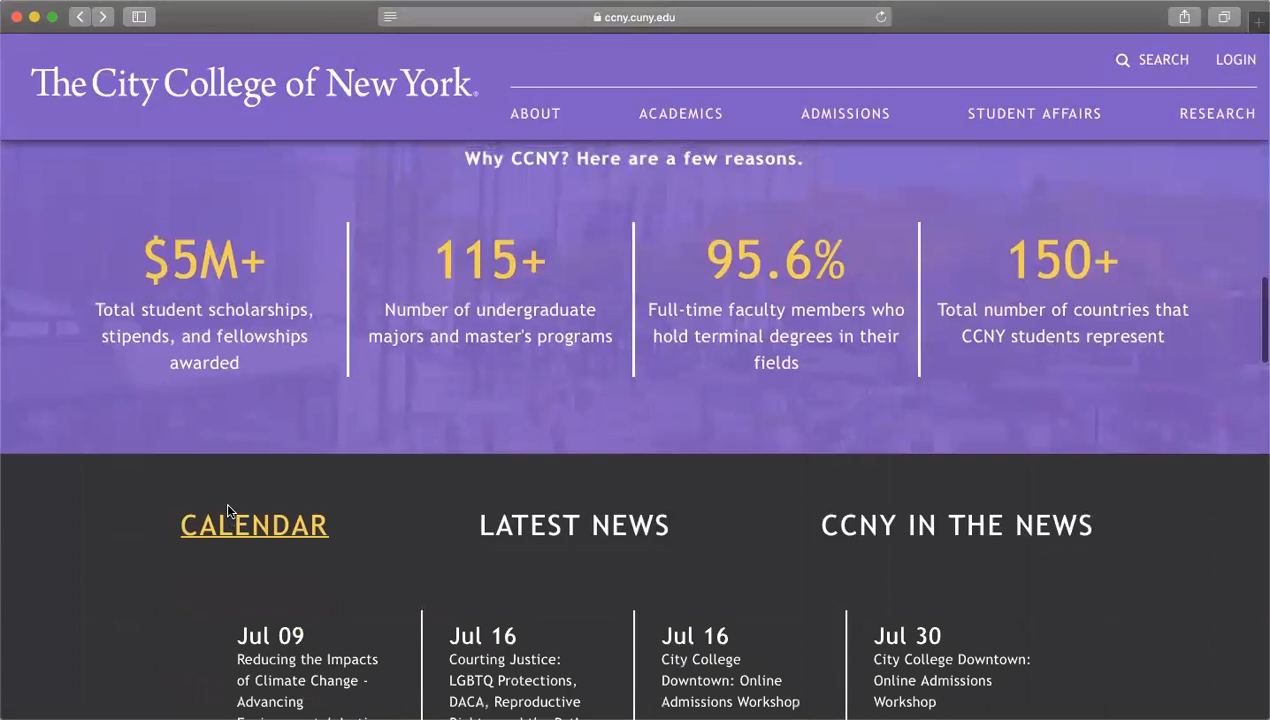 ccny.cuny.edu
The City College of New York®
SEARCH LOGIN
ABOUT ACADEMICS ADMISSIONS STUDENT AFFAIRS RESEARCH
Why CCNY? Here are a few reasons.
$5M+
Total student scholarships,
stipends, and fellowships
awarded
115+
Number of undergraduate
majors and master's programs
95.6%
Full-time faculty members who
hold terminal degrees in their
fields
150+
Total number of countries that
CCNY students represent
CALENDAR LATEST NEWS CCNY IN THE NEWS
Jul 09
Reducing the Impacts
of Climate Change -
Advancing
Jul 16
Courting Justice:
LGBTQ Protections,
DACA, Reproductive
Jul 16
City College
Downtown: Online
Admissions Workshop
Jul 30
City College Downtown:
Online Admissions
Workshop